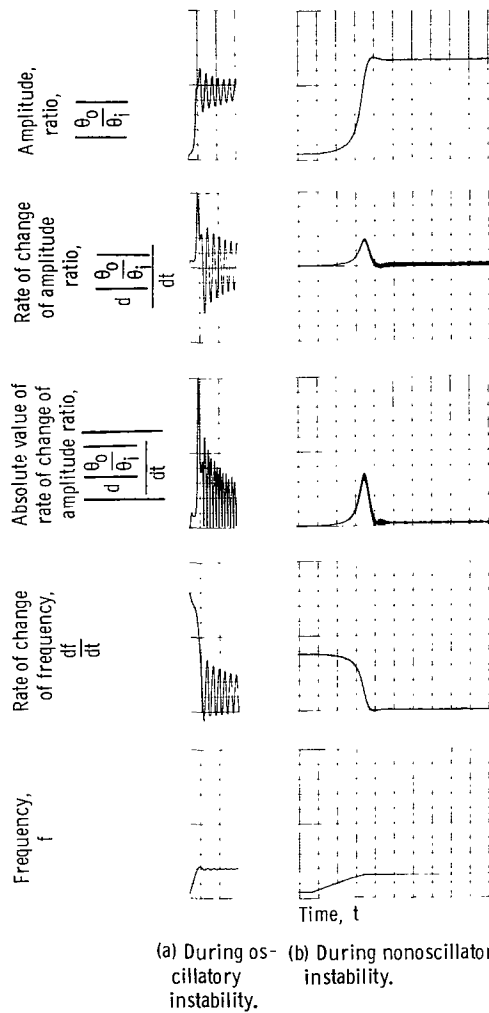 Amplitude,
ratio,
|θo/θi|
Rate of change
of amplitude
ratio,
d|θo/θi|/dt
Absolute value of
rate of change of
amplitude ratio,
|d|θo/θi|/dt|
Rate of change
of frequency,
df/dt
Frequency,
f
Time, t
(a) During os-
cillatory
instability.
(b) During nonoscillator
instability.